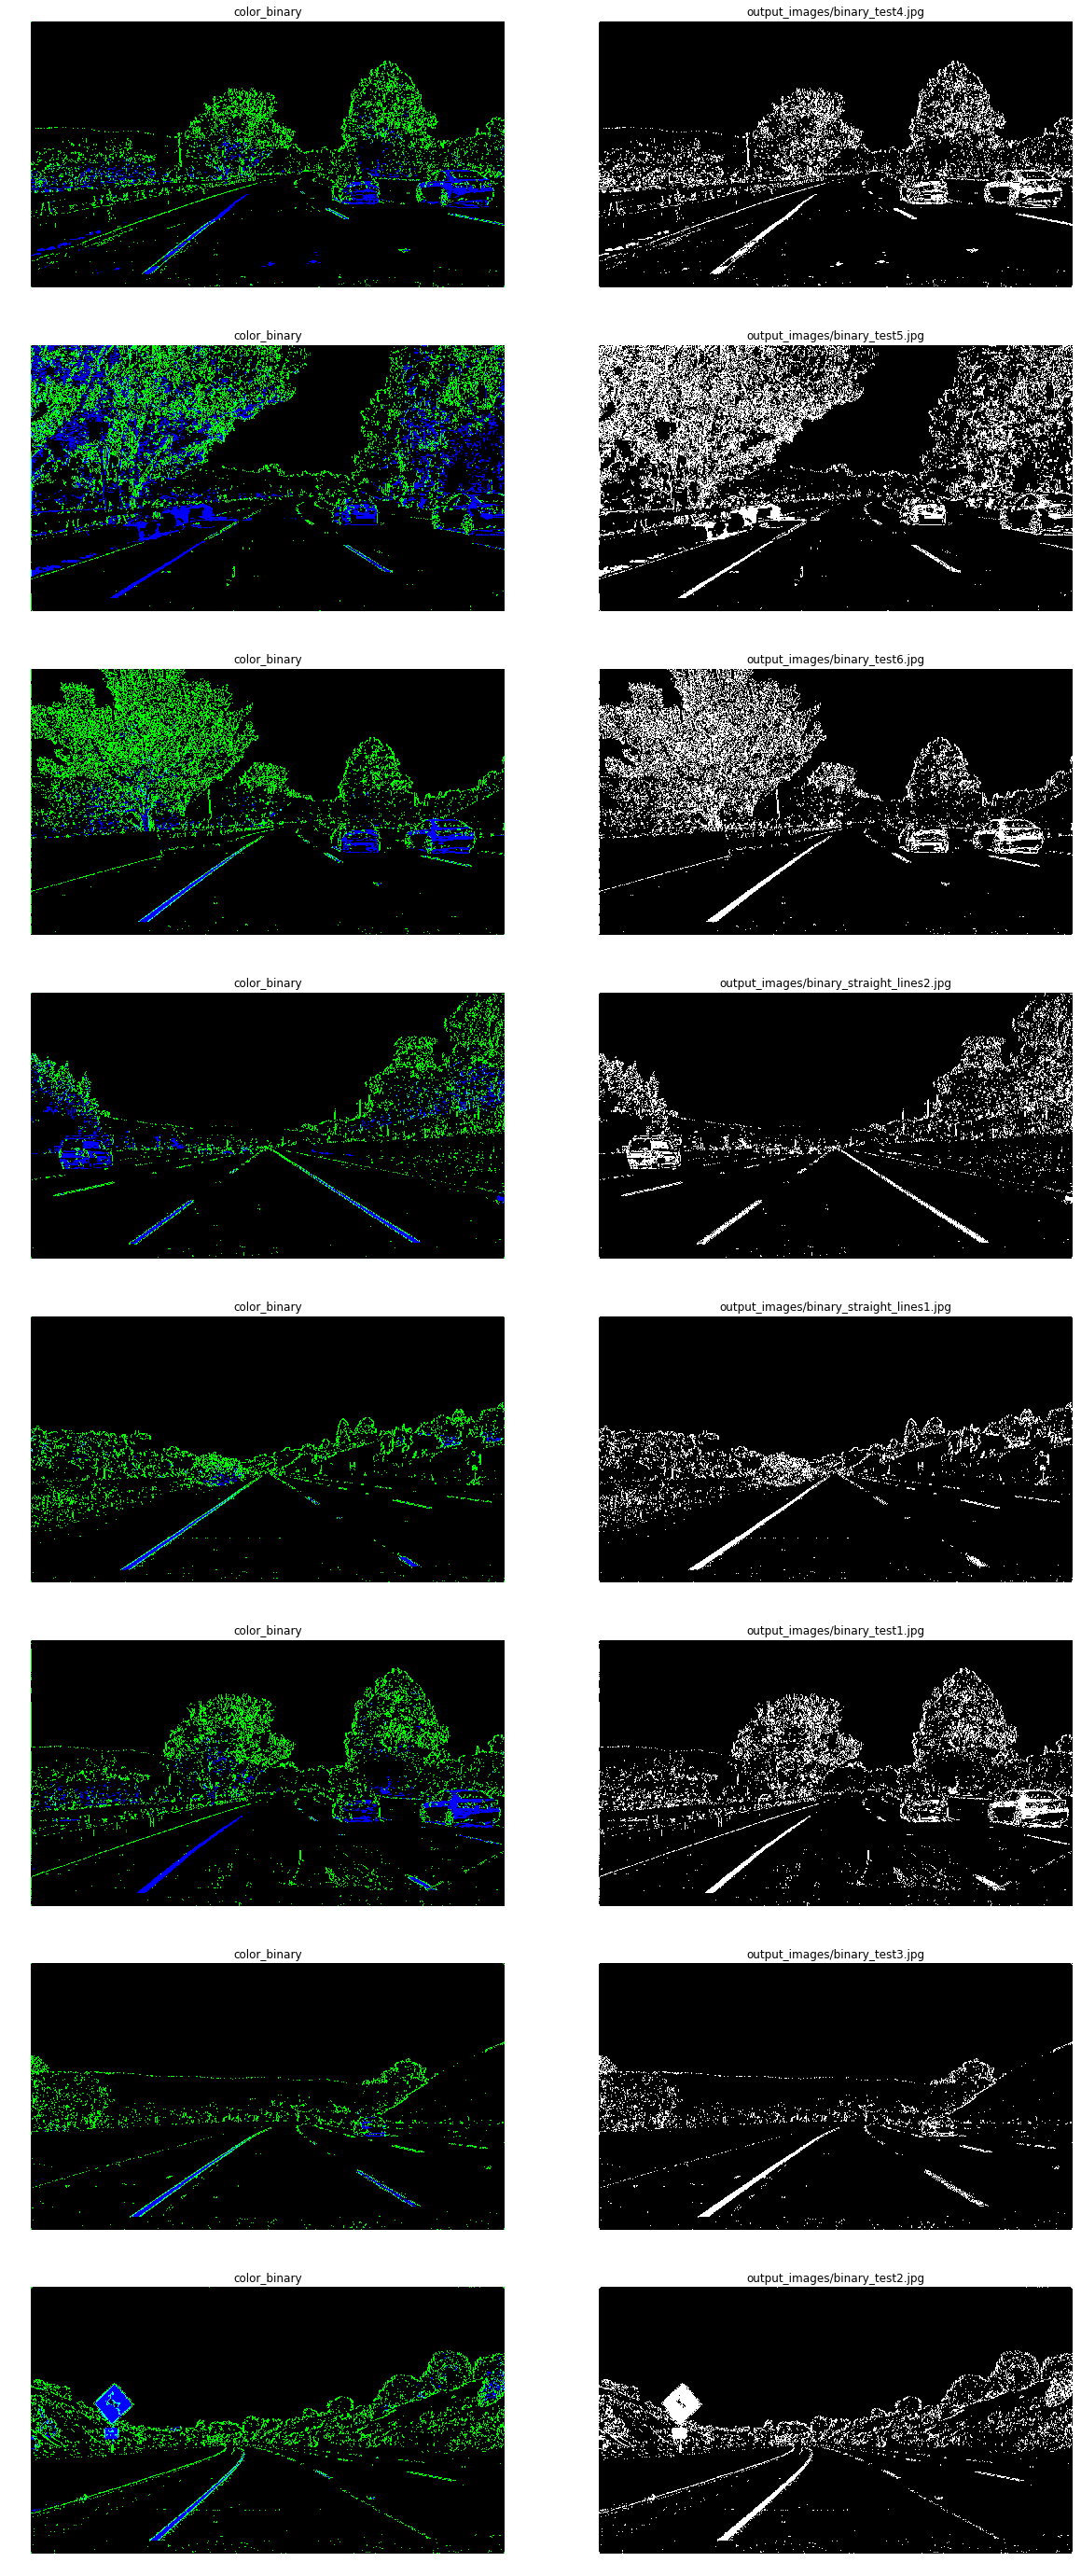 color_binary
output_images/binary_test4.jpg
color_binary
output_images/binary_test5.jpg
color_binary
output_images/binary_test6.jpg
color_binary
output_images/binary_straight_lines2.jpg
color_binary
output_images/binary_straight_lines1.jpg
color_binary
output_images/binary_test1.jpg
color_binary
output_images/binary_test3.jpg
color_binary
output_images/binary_test2.jpg